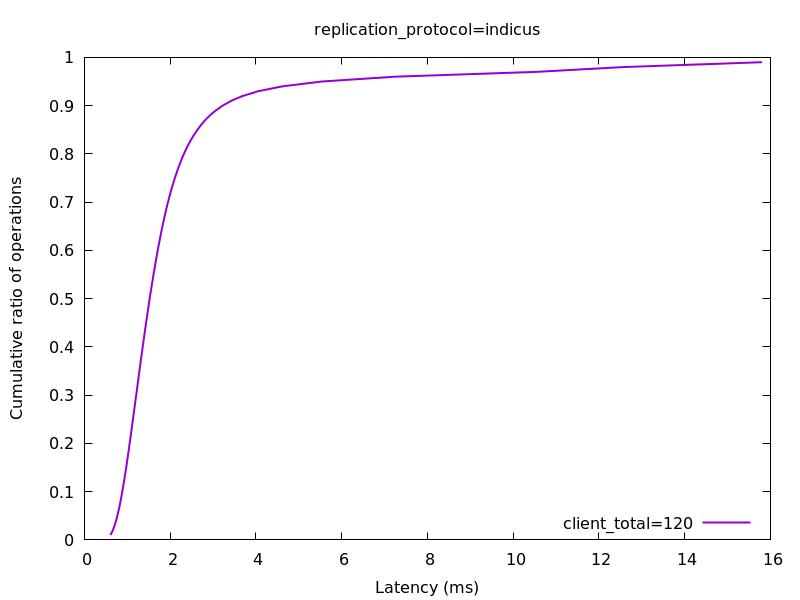 replication_protocol=indicus
1
0.9
0.8
0.7
0.6
0.5
0.4
0.3
0.2
0.1
0
Cumulative ratio of operations
client_total=120
0 2 4 6 8 10 12 14 16
Latency (ms)